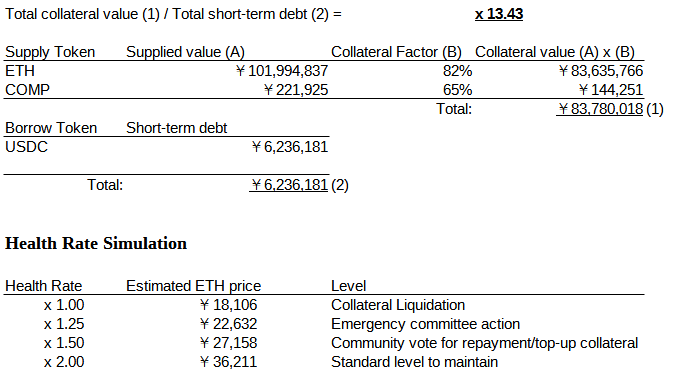 Total collateral value (1) / Total short-term debt (2) = x 13.43
Supply Token Supplied value (A) Collateral Factor (B) Collateral value (A) x (B)
ETH ￥101,994,837 82% ￥83,635,766
COMP ￥221,925 65% ￥144,251
Total: ￥83,780,018 (1)
Borrow Token Short-term debt
USDC ￥6,236,181
Total: ￥6,236,181 (2)
Health Rate Simulation
Health Rate Estimated ETH price Level
x 1.00 ￥18,106 Collateral Liquidation
x 1.25 ￥22,632 Emergency committee action
x 1.50 ￥27,158 Community vote for repayment/top-up collateral
x 2.00 ￥36,211 Standard level to maintain